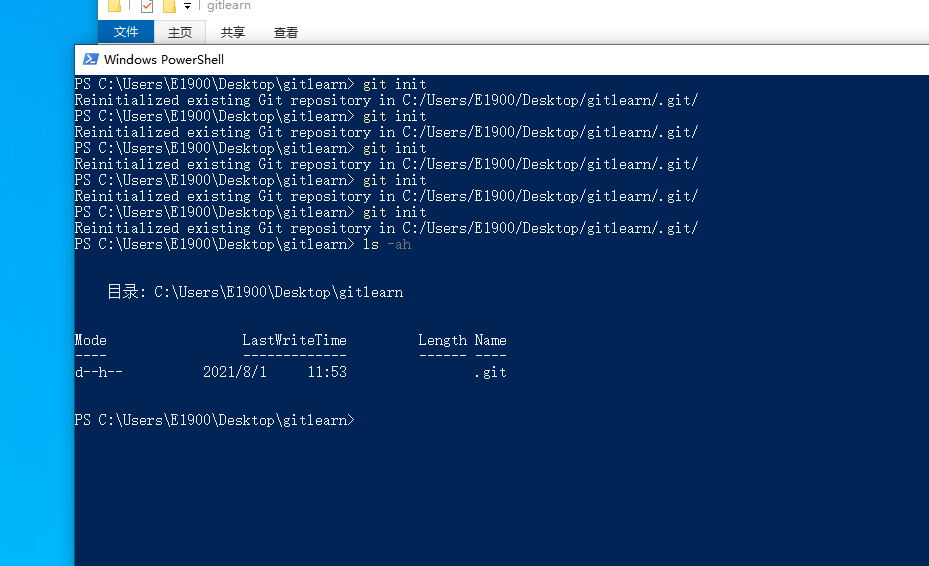 gitlearn
文件 主页 共享 查看
Windows PowerShell
PS C:\Users\E1900\Desktop\gitlearn> git init
Reinitialized existing Git repository in C:/Users/E1900/Desktop/gitlearn/.git/
PS C:\Users\E1900\Desktop\gitlearn> git init
Reinitialized existing Git repository in C:/Users/E1900/Desktop/gitlearn/.git/
PS C:\Users\E1900\Desktop\gitlearn> git init
Reinitialized existing Git repository in C:/Users/E1900/Desktop/gitlearn/.git/
PS C:\Users\E1900\Desktop\gitlearn> git init
Reinitialized existing Git repository in C:/Users/E1900/Desktop/gitlearn/.git/
PS C:\Users\E1900\Desktop\gitlearn> git init
Reinitialized existing Git repository in C:/Users/E1900/Desktop/gitlearn/.git/
PS C:\Users\E1900\Desktop\gitlearn> ls -ah
目录: C:\Users\E1900\Desktop\gitlearn
Mode LastWriteTime Length Name
---- ------------- ------ ----
d--h-- 2021/8/1 11:53 .git
PS C:\Users\E1900\Desktop\gitlearn>